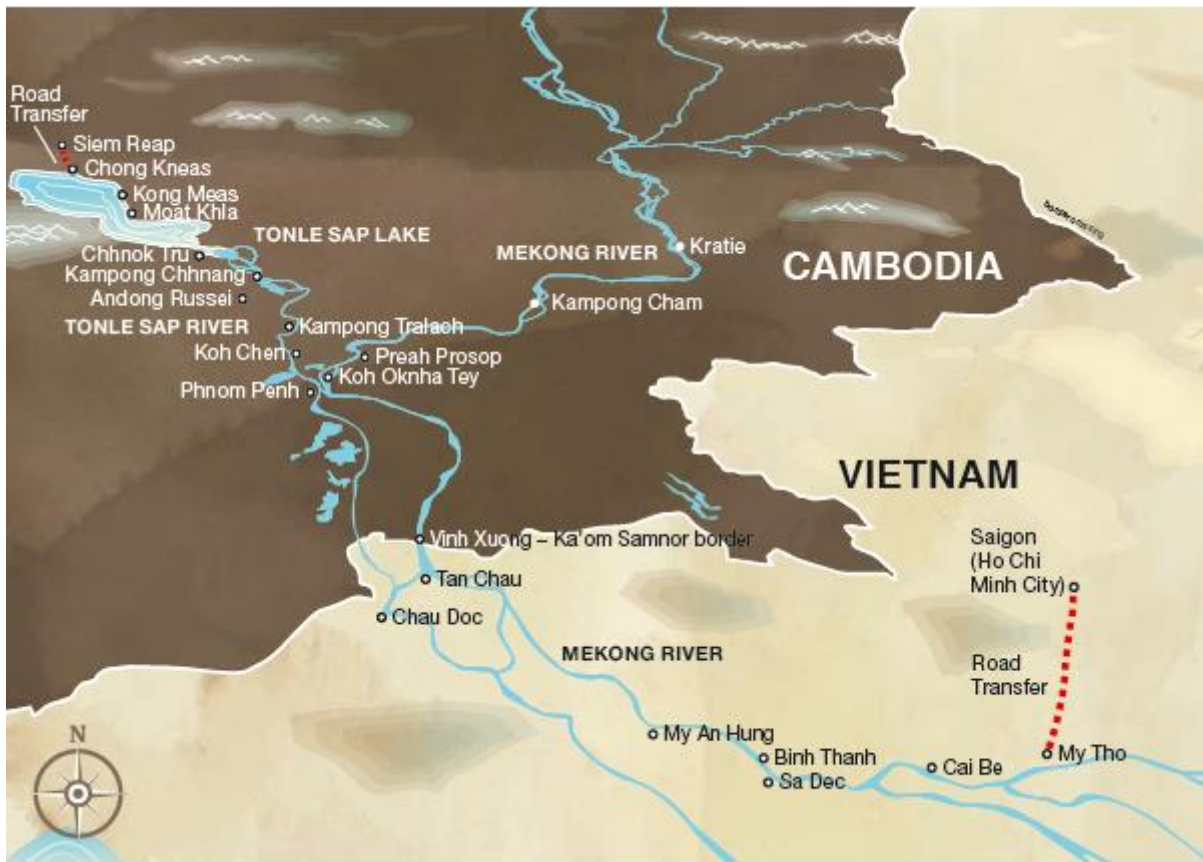 Road
Transfer
Siem Reap
Chong Kneas
Kong Meas
Moat Khla
TONLE SAP LAKE
Chhnok Tru
Kampong Chhnang
Andong Russei
TONLE SAP RIVER
MEKONG RIVER
Kratie
CAMBODIA
Kampong Cham
Kampong Tralach
Koh Chen
Preah Prosop
Koh Oknha Tey
Phnom Penh
VIETNAM
Vinh Xuong – Ka'om Samnor border
Tan Chau
Chau Doc
Saigon
(Ho Chi
Minh City)
MEKONG RIVER
Road
Transfer
My An Hung
Binh Thanh
Sa Dec
Cai Be
My Tho
N